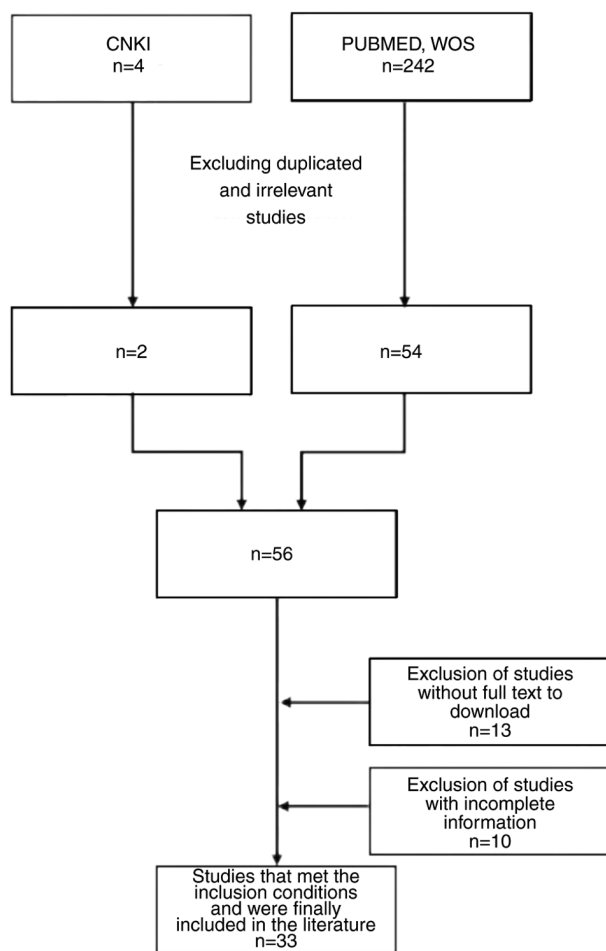 CNKI
n=4
PUBMED, WOS
n=242
Excluding duplicated
and irrelevant
studies
n=2
n=54
n=56
Exclusion of studies
without full text to
download
n=13
Exclusion of studies
with incomplete
information
n=10
Studies that met the
inclusion conditions
and were finally
included in the literature
n=33